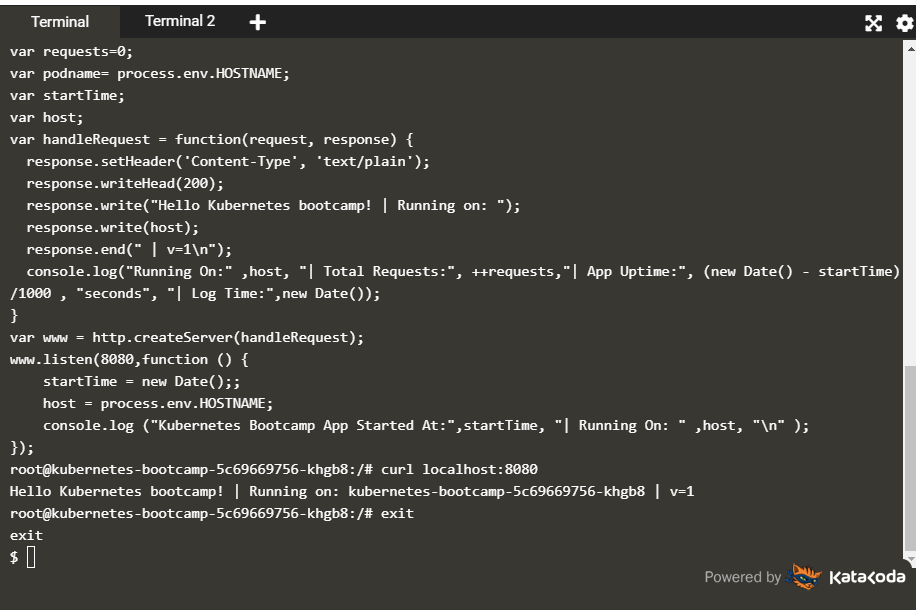 Terminal Terminal 2 +
var requests=0;
var podname= process.env.HOSTNAME;
var startTime;
var host;
var handleRequest = function(request, response) {
  response.setHeader('Content-Type', 'text/plain');
  response.writeHead(200);
  response.write("Hello Kubernetes bootcamp! | Running on: ");
  response.write(host);
  response.end(" | v=1\n");
  console.log("Running On:" ,host, "| Total Requests:", ++requests,"| App Uptime:", (new Date() - startTime)
/1000 , "seconds", "| Log Time:",new Date());
}
var www = http.createServer(handleRequest);
www.listen(8080,function () {
    startTime = new Date();;
    host = process.env.HOSTNAME;
    console.log ("Kubernetes Bootcamp App Started At:",startTime, "| Running On: " ,host, "\n" );
});
root@kubernetes-bootcamp-5c69669756-khgb8:/# curl localhost:8080
Hello Kubernetes bootcamp! | Running on: kubernetes-bootcamp-5c69669756-khgb8 | v=1
root@kubernetes-bootcamp-5c69669756-khgb8:/# exit
exit
$
Powered by Katacoda